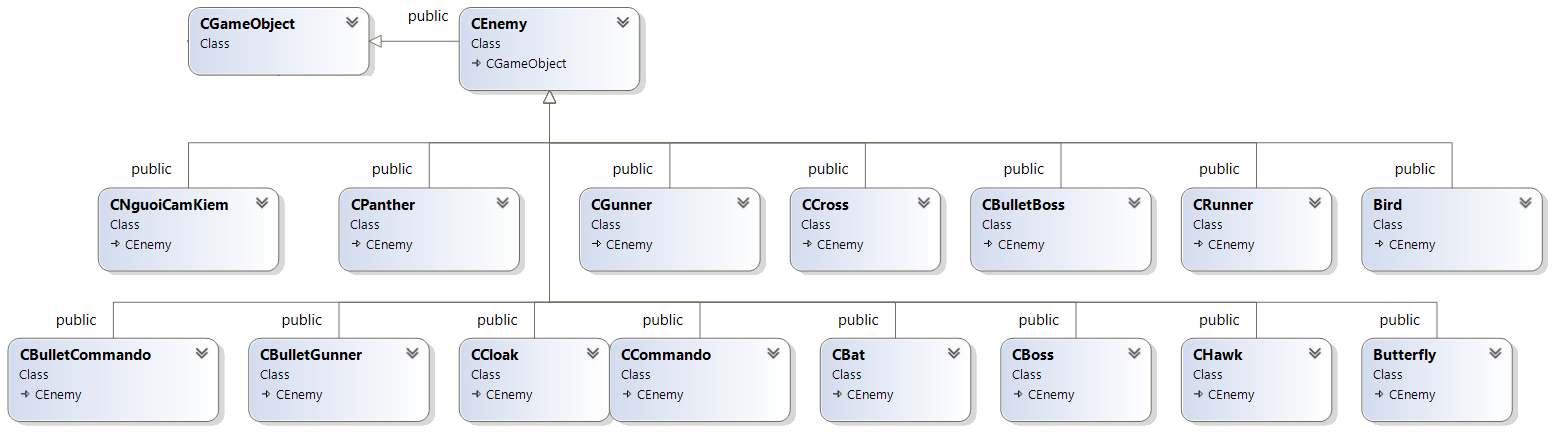 CGameObject
Class
public
CEnemy
Class
CGameObject
public
public
public
public
public
public
public
CNguoiCamKiem
Class
CEnemy
CPanther
Class
CEnemy
CGunner
Class
CEnemy
CCross
Class
CEnemy
CBulletBoss
Class
CEnemy
CRunner
Class
CEnemy
Bird
Class
CEnemy
public
public
public
public
public
public
public
public
CBulletCommando
Class
CEnemy
CBulletGunner
Class
CEnemy
CCloak
Class
CEnemy
CCommando
Class
CEnemy
CBat
Class
CEnemy
CBoss
Class
CEnemy
CHawk
Class
CEnemy
Butterfly
Class
CEnemy